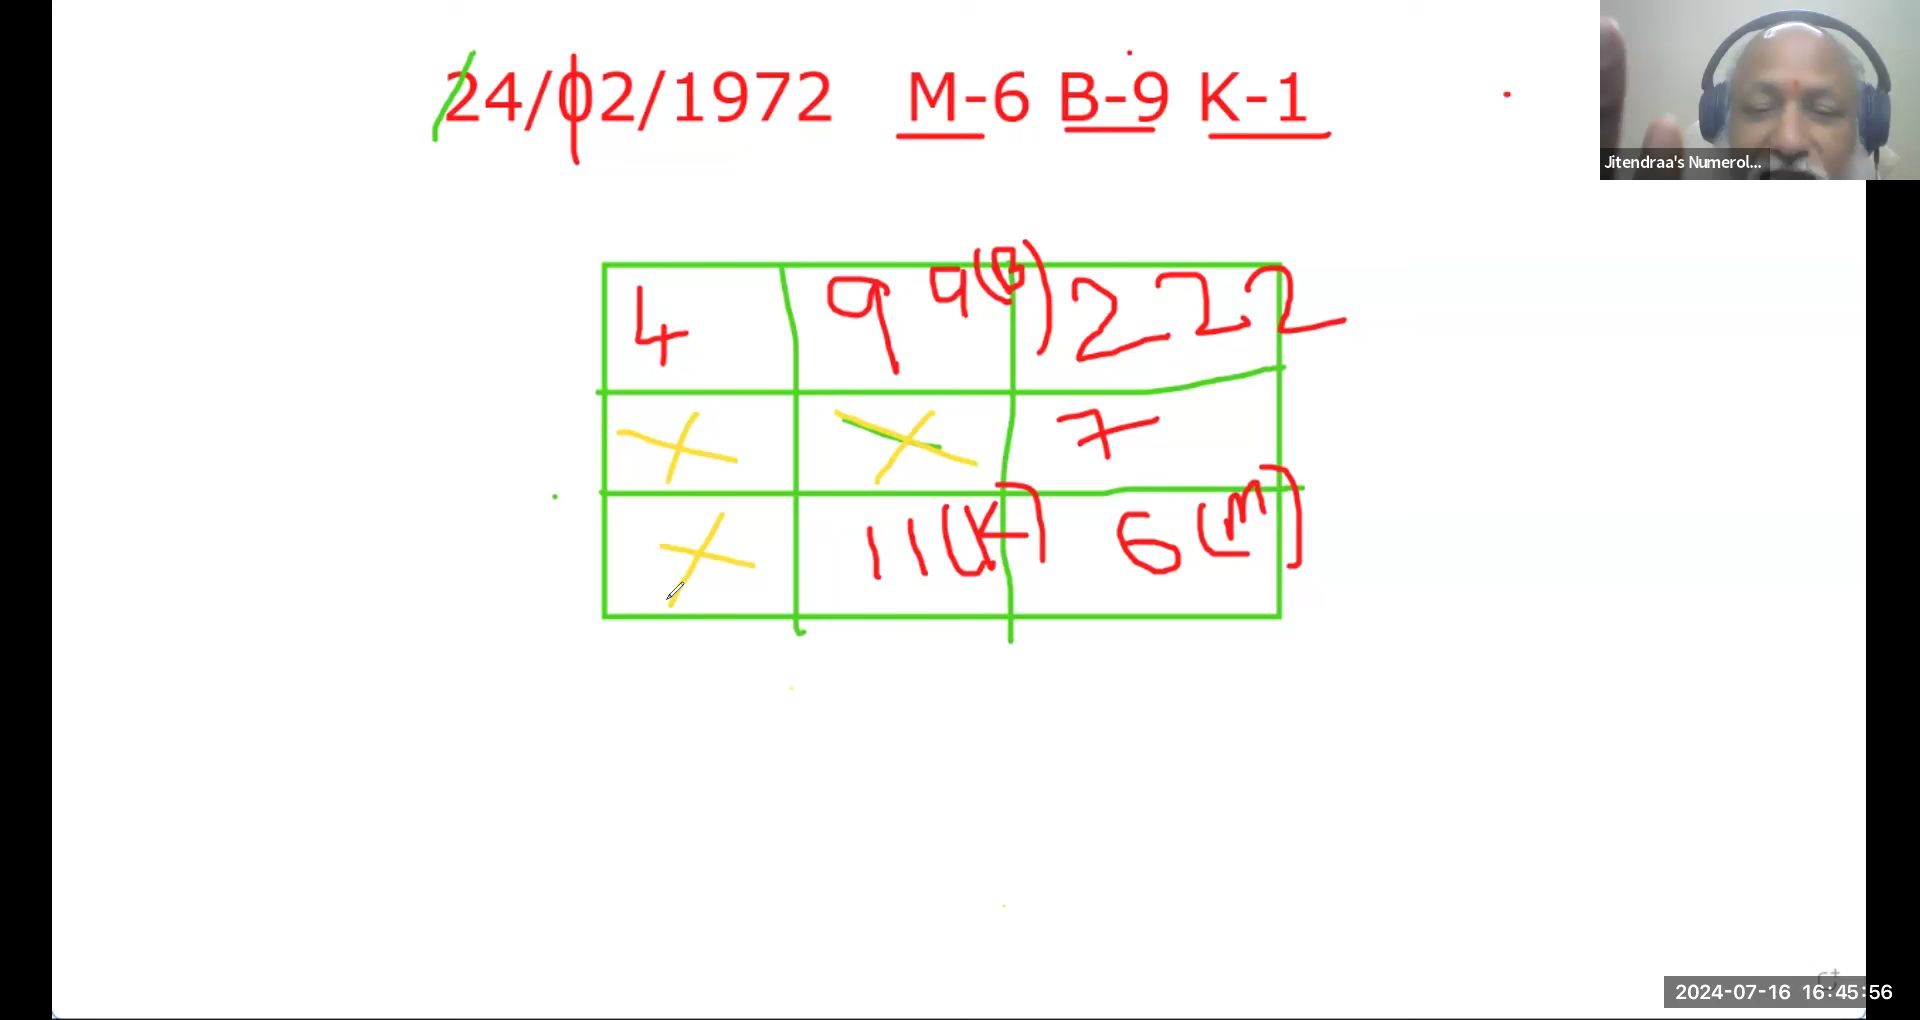 24/02/1972 M-6 B-9 K-1
Jitendraa's Numerol...
4 9 9(B) 222
7
11(K) 6(M)
2024-07-16 16:45:56